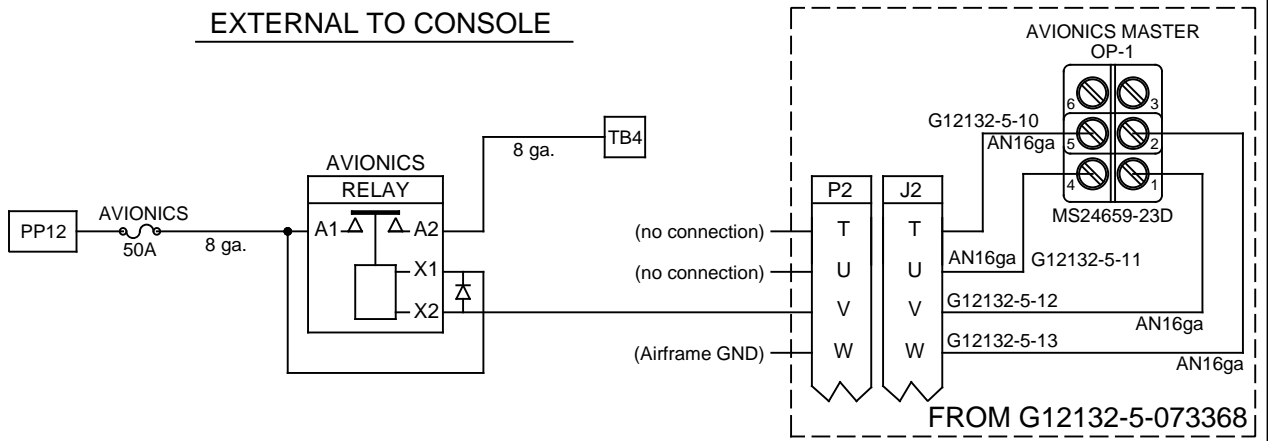 EXTERNAL TO CONSOLE
AVIONICS MASTER
OP-1
6
3
5
2
4
1
MS24659-23D
G12132-5-10
AN16ga
TB4
8 ga.
AVIONICS
RELAY
A1
A2
X1
X2
PP12
AVIONICS
50A
8 ga.
P2
J2
(no connection)
T
T
(no connection)
U
U
AN16ga
G12132-5-11
V
V
G12132-5-12
AN16ga
(Airframe GND)
W
W
G12132-5-13
AN16ga
FROM G12132-5-073368